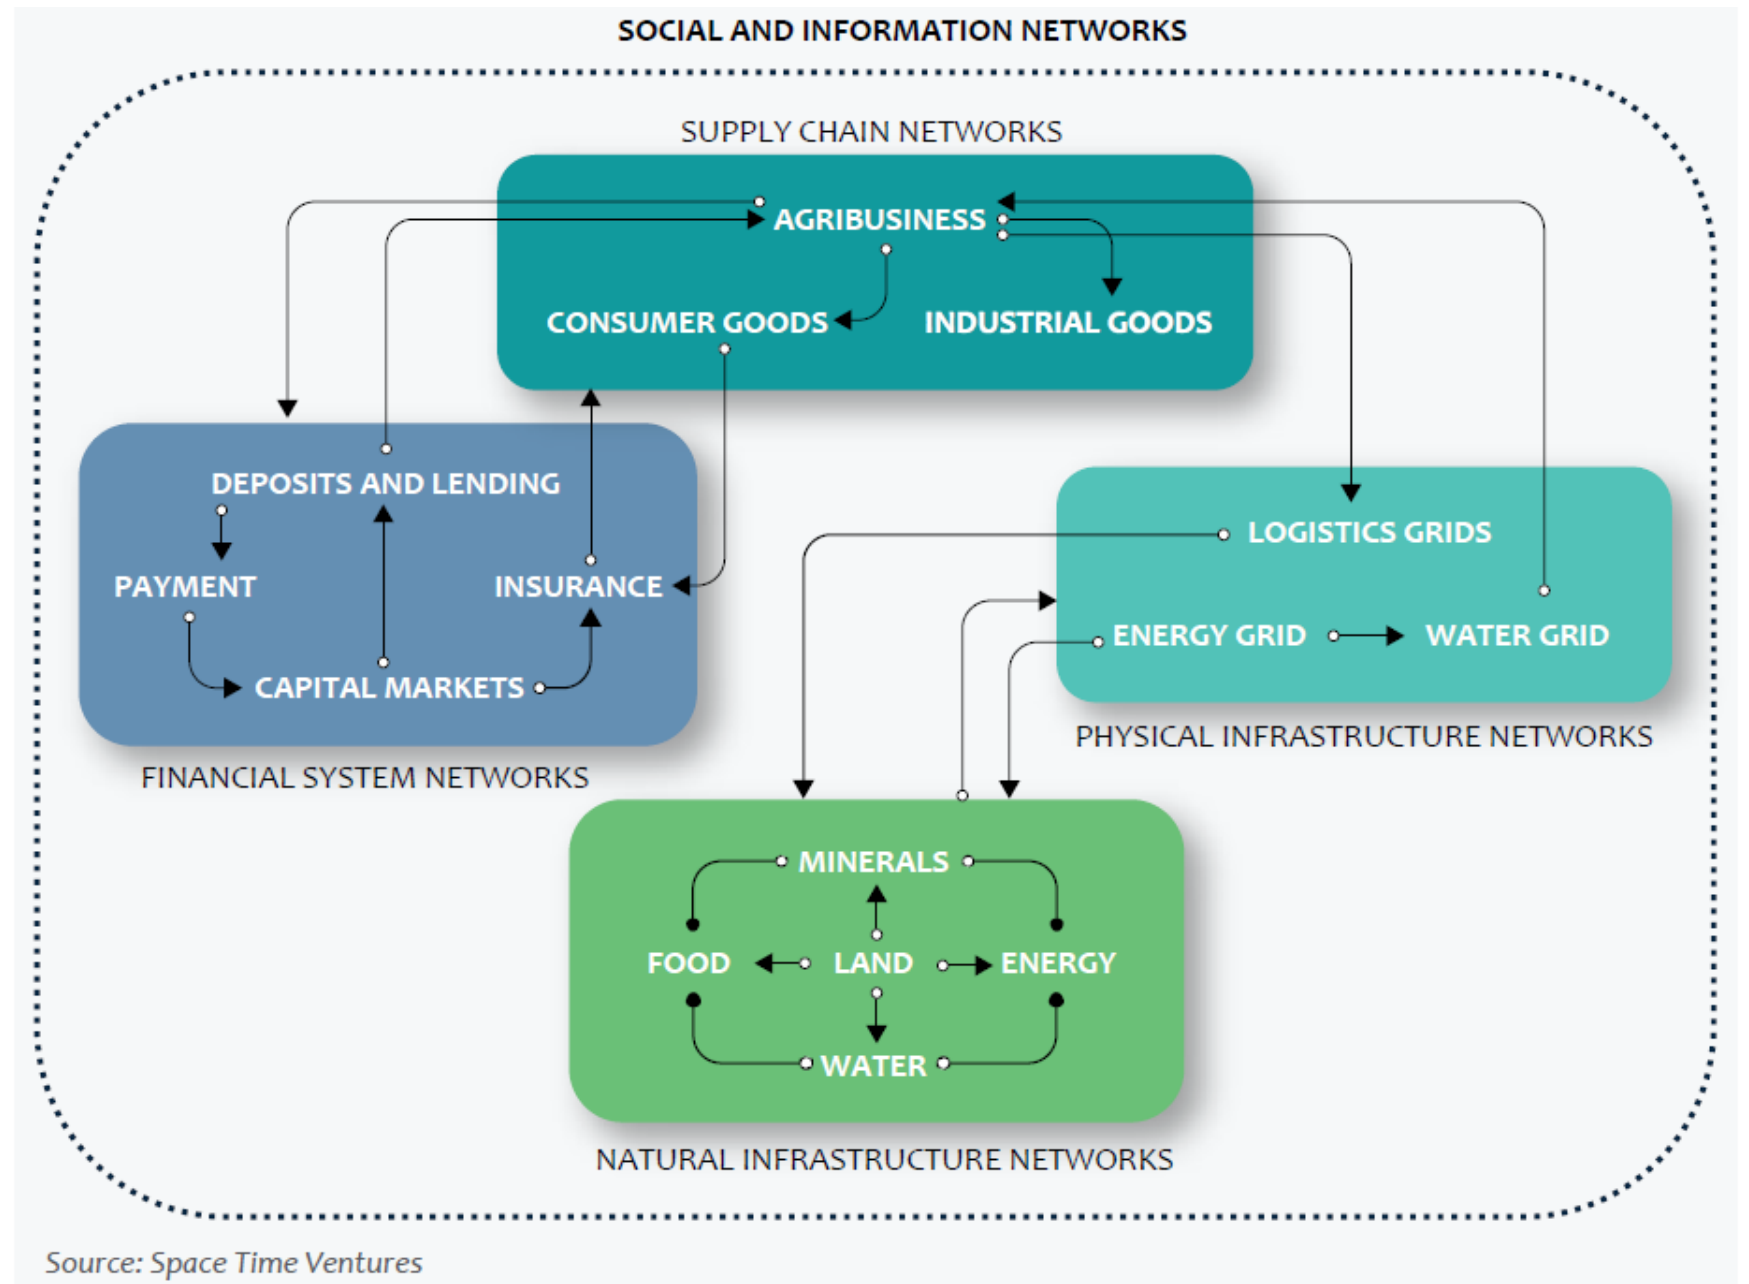 SOCIAL AND INFORMATION NETWORKS
SUPPLY CHAIN NETWORKS
AGRIBUSINESS
CONSUMER GOODS
INDUSTRIAL GOODS
DEPOSITS AND LENDING
PAYMENT
INSURANCE
CAPITAL MARKETS
FINANCIAL SYSTEM NETWORKS
LOGISTICS GRIDS
ENERGY GRID
WATER GRID
PHYSICAL INFRASTRUCTURE NETWORKS
MINERALS
FOOD
LAND
ENERGY
WATER
NATURAL INFRASTRUCTURE NETWORKS
Source: Space Time Ventures